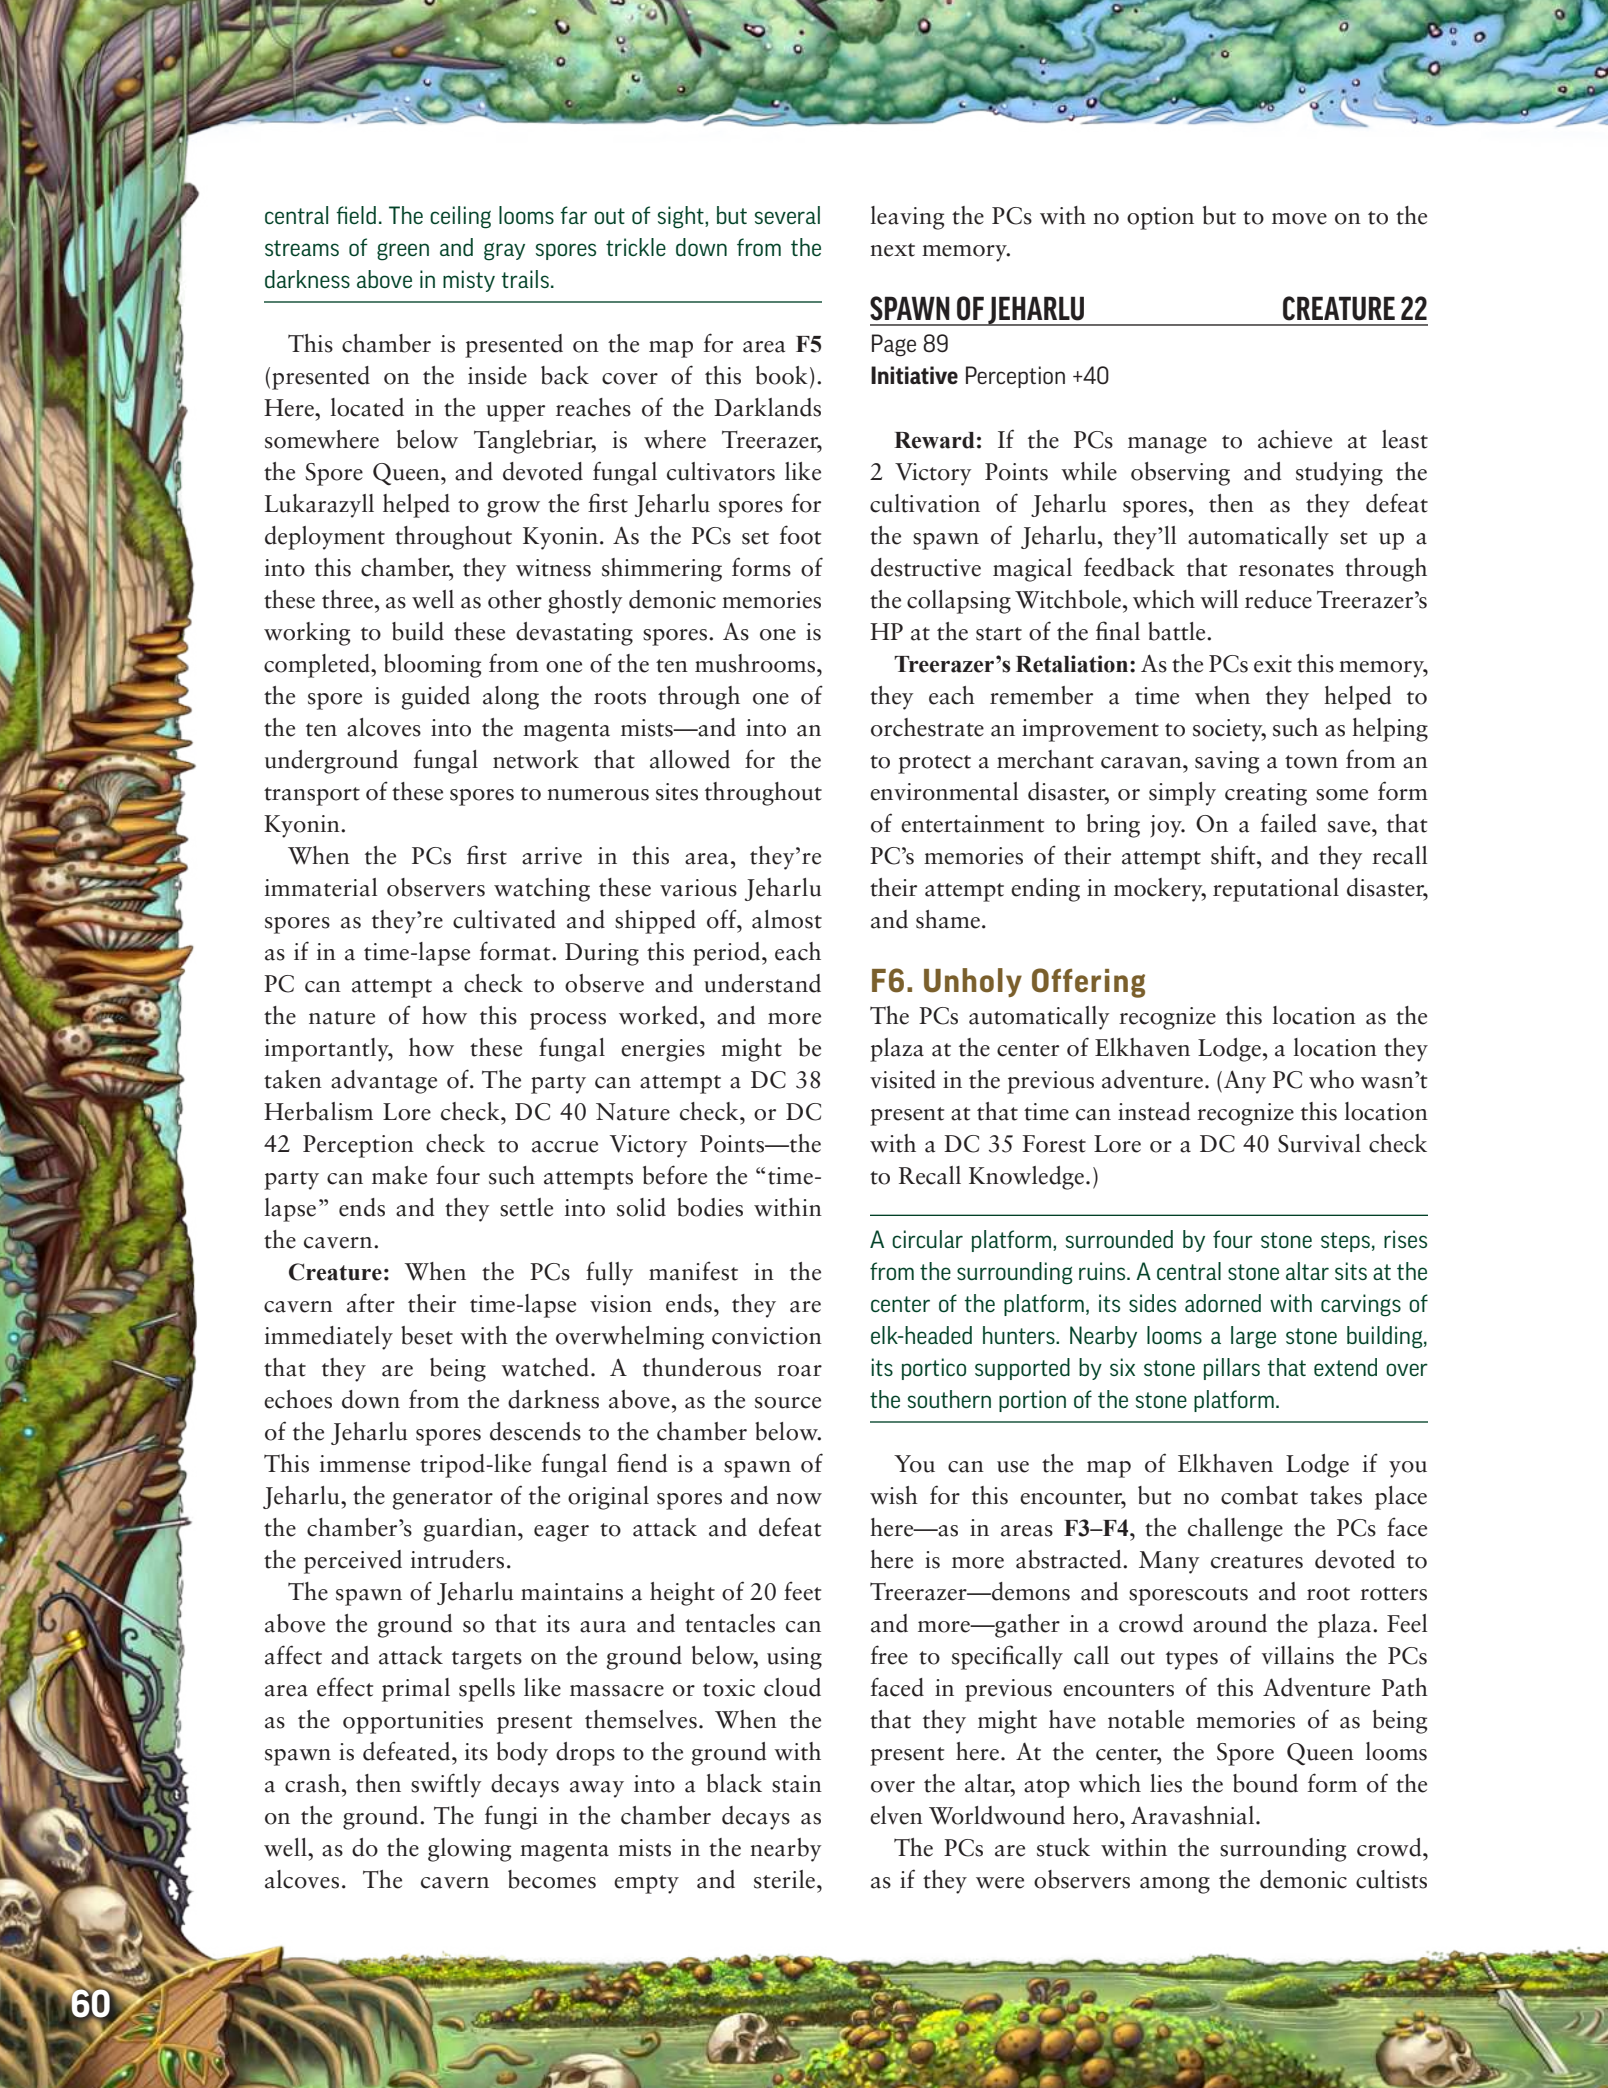 central field. The ceiling looms far out of sight, but several
streams of green and gray spores trickle down from the
darkness above in misty trails.
This chamber is presented on the map for area F5
(presented on the inside back cover of this book).
Here, located in the upper reaches of the Darklands
somewhere below Tanglebriar, is where Treerazer,
the Spore Queen, and devoted fungal cultivators like
Lukarazyll helped to grow the first Jeharlu spores for
deployment throughout Kyonin. As the PCs set foot
into this chamber, they witness shimmering forms of
these three, as well as other ghostly demonic memories
working to build these devastating spores. As one is
completed, blooming from one of the ten mushrooms,
the spore is guided along the roots through one of
the ten alcoves into the magenta mists—and into an
underground fungal network that allowed for the
transport of these spores to numerous sites throughout
Kyonin.
When the PCs first arrive in this area, they're
immaterial observers watching these various Jeharlu
spores as they're cultivated and shipped off, almost
as if in a time-lapse format. During this period, each
PC can attempt a check to observe and understand
the nature of how this process worked, and more
importantly, how these fungal energies might be
taken advantage of. The party can attempt a DC 38
Herbalism Lore check, DC 40 Nature check, or DC
42 Perception check to accrue Victory Points—the
party can make four such attempts before the “time-
lapse” ends and they settle into solid bodies within
the cavern.
Creature: When the PCs fully manifest in the
cavern after their time-lapse vision ends, they are
immediately beset with the overwhelming conviction
that they are being watched. A thunderous roar
echoes down from the darkness above, as the source
of the Jeharlu spores descends to the chamber below.
This immense tripod-like fungal fiend is a spawn of
Jeharlu, the generator of the original spores and now
the chamber's guardian, eager to attack and defeat
the perceived intruders.
The spawn of Jeharlu maintains a height of 20 feet
above the ground so that its aura and tentacles can
affect and attack targets on the ground below, using
area effect primal spells like massacre or toxic cloud
as the opportunities present themselves. When the
spawn is defeated, its body drops to the ground with
a crash, then swiftly decays away into a black stain
on the ground. The fungi in the chamber decays as
well, as do the glowing magenta mists in the nearby
alcoves. The cavern becomes empty and sterile,
leaving the PCs with no option but to move on to the
next memory.
SPAWN OF JEHARLU CREATURE 22
Page 89
Initiative Perception +40
Reward: If the PCs manage to achieve at least
2 Victory Points while observing and studying the
cultivation of Jeharlu spores, then as they defeat
the spawn of Jeharlu, they'll automatically set up a
destructive magical feedback that resonates through
the collapsing Witchbole, which will reduce Treerazer's
HP at the start of the final battle.
Treerazer's Retaliation: As the PCs exit this memory,
they each remember a time when they helped to
orchestrate an improvement to society, such as helping
to protect a merchant caravan, saving a town from an
environmental disaster, or simply creating some form
of entertainment to bring joy. On a failed save, that
PC's memories of their attempt shift, and they recall
their attempt ending in mockery, reputational disaster,
and shame.
F6. Unholy Offering
The PCs automatically recognize this location as the
plaza at the center of Elkhaven Lodge, a location they
visited in the previous adventure. (Any PC who wasn't
present at that time can instead recognize this location
with a DC 35 Forest Lore or a DC 40 Survival check
to Recall Knowledge.)
A circular platform, surrounded by four stone steps, rises
from the surrounding ruins. A central stone altar sits at the
center of the platform, its sides adorned with carvings of
elk-headed hunters. Nearby looms a large stone building,
its portico supported by six stone pillars that extend over
the southern portion of the stone platform.
You can use the map of Elkhaven Lodge if you
wish for this encounter, but no combat takes place
here—as in areas F3–F4, the challenge the PCs face
here is more abstracted. Many creatures devoted to
Treerazer—demons and sporescouts and root rotters
and more—gather in a crowd around the plaza. Feel
free to specifically call out types of villains the PCs
faced in previous encounters of this Adventure Path
that they might have notable memories of as being
present here. At the center, the Spore Queen looms
over the altar, atop which lies the bound form of the
elven Worldwound hero, Aravashnial.
The PCs are stuck within the surrounding crowd,
as if they were observers among the demonic cultists
60